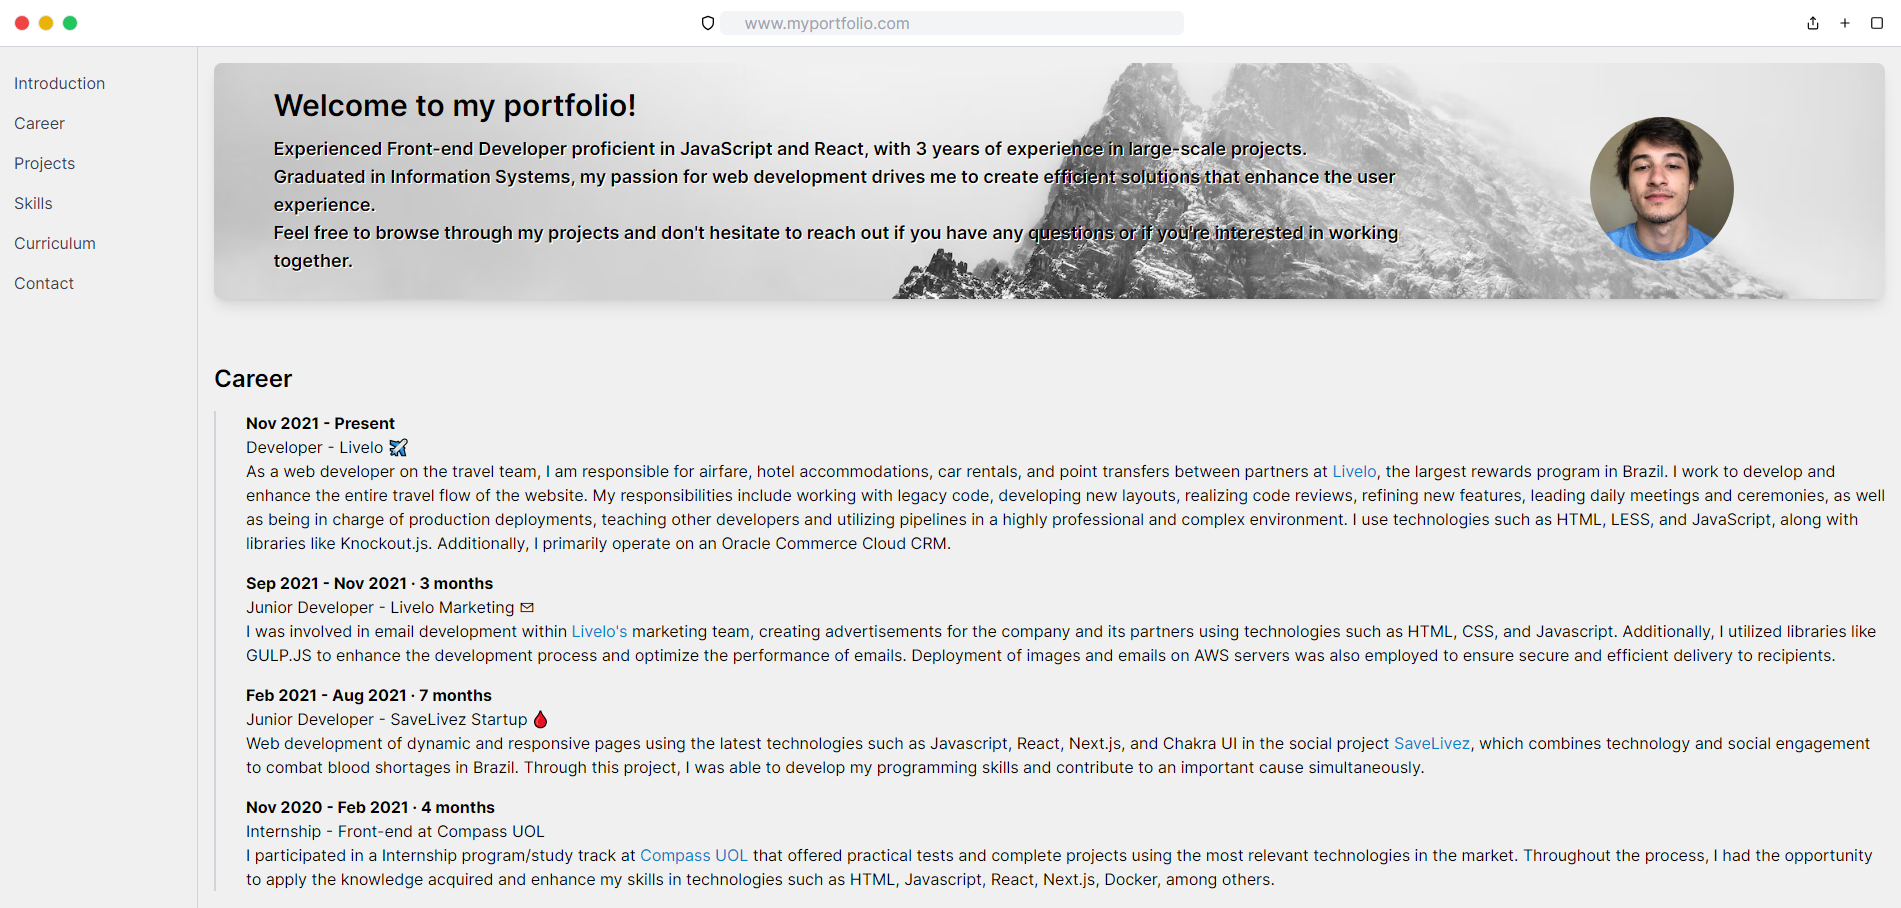 www.myportfolio.com
Introduction
Career
Projects
Skills
Curriculum
Contact
Welcome to my portfolio!
Experienced Front-end Developer proficient in JavaScript and React, with 3 years of experience in large-scale projects.
Graduated in Information Systems, my passion for web development drives me to create efficient solutions that enhance the user
experience.
Feel free to browse through my projects and don't hesitate to reach out if you have any questions or if you're interested in working
together.
Career
Nov 2021 - Present
Developer - Livelo
As a web developer on the travel team, I am responsible for airfare, hotel accommodations, car rentals, and point transfers between partners at Livelo, the largest rewards program in Brazil. I work to develop and
enhance the entire travel flow of the website. My responsibilities include working with legacy code, developing new layouts, realizing code reviews, refining new features, leading daily meetings and ceremonies, as well
as being in charge of production deployments, teaching other developers and utilizing pipelines in a highly professional and complex environment. I use technologies such as HTML, LESS, and JavaScript, along with
libraries like Knockout.js. Additionally, I primarily operate on an Oracle Commerce Cloud CRM.
Sep 2021 - Nov 2021 · 3 months
Junior Developer - Livelo Marketing
I was involved in email development within Livelo's marketing team, creating advertisements for the company and its partners using technologies such as HTML, CSS, and Javascript. Additionally, I utilized libraries like
GULP.JS to enhance the development process and optimize the performance of emails. Deployment of images and emails on AWS servers was also employed to ensure secure and efficient delivery to recipients.
Feb 2021 - Aug 2021 · 7 months
Junior Developer - SaveLivez Startup
Web development of dynamic and responsive pages using the latest technologies such as Javascript, React, Next.js, and Chakra UI in the social project SaveLivez, which combines technology and social engagement
to combat blood shortages in Brazil. Through this project, I was able to develop my programming skills and contribute to an important cause simultaneously.
Nov 2020 - Feb 2021 · 4 months
Internship - Front-end at Compass UOL
I participated in a Internship program/study track at Compass UOL that offered practical tests and complete projects using the most relevant technologies in the market. Throughout the process, I had the opportunity
to apply the knowledge acquired and enhance my skills in technologies such as HTML, Javascript, React, Next.js, Docker, among others.